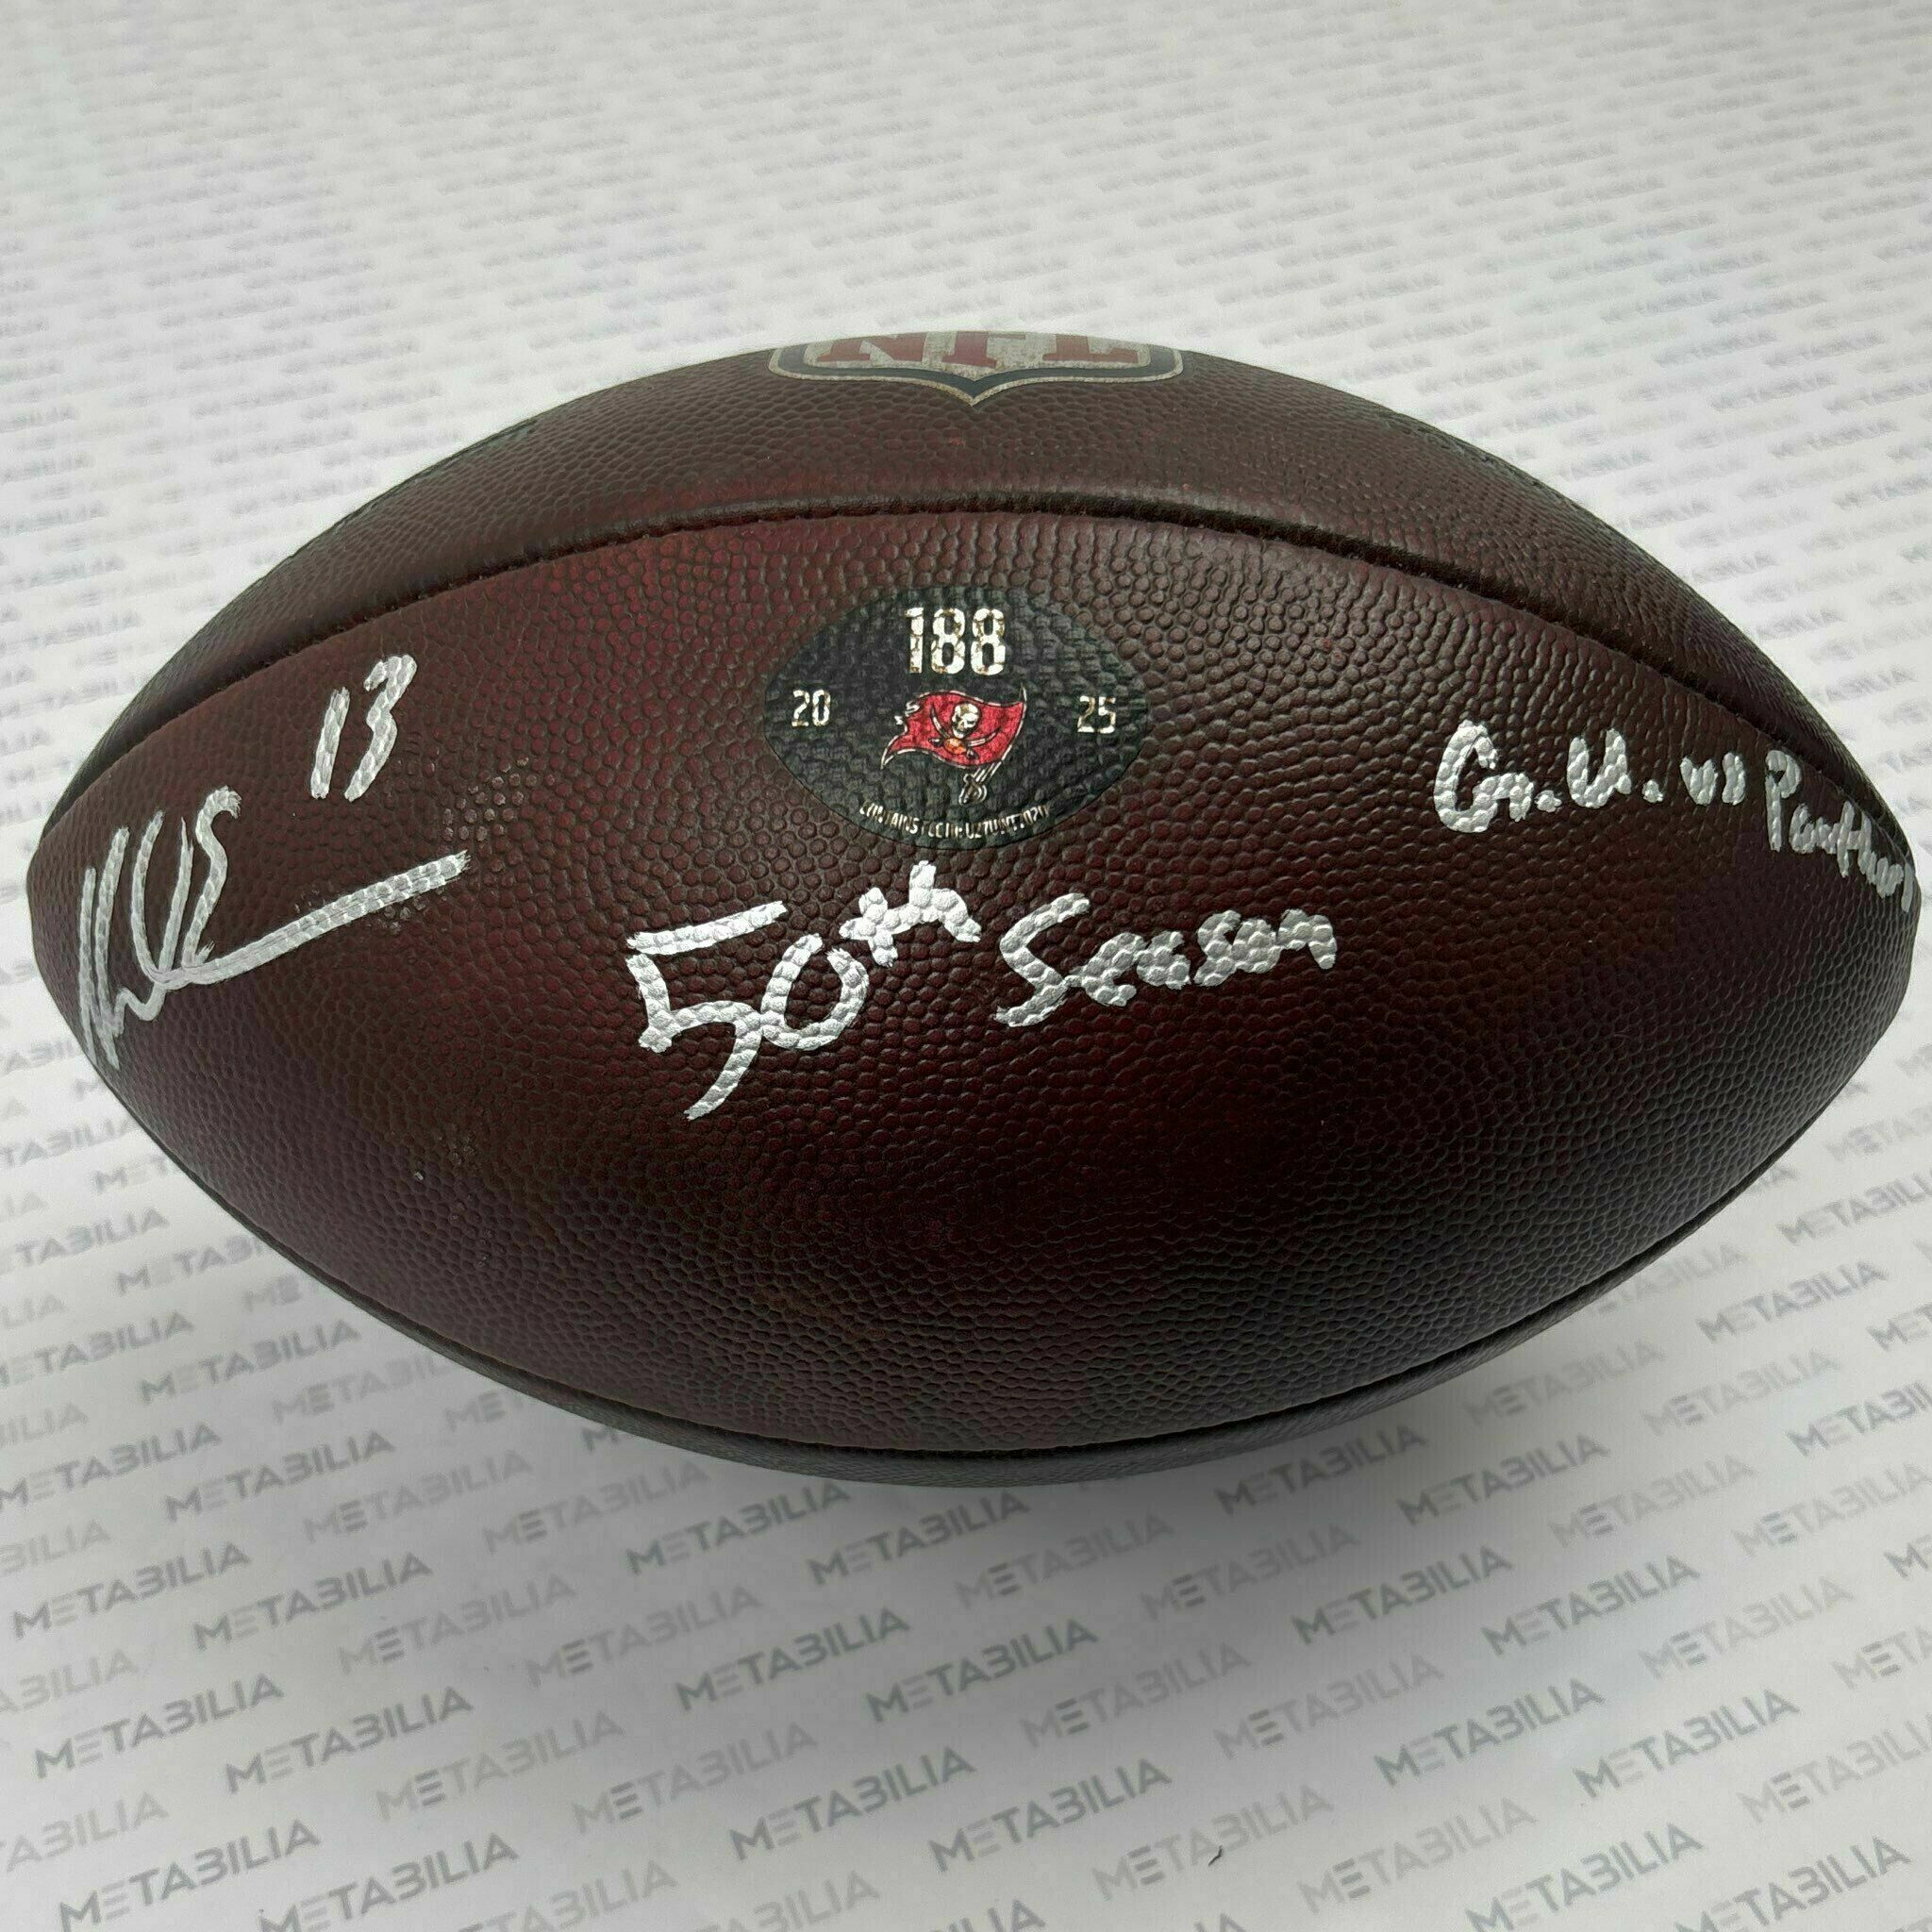 NFL
188
20 25
13
50th Season
G.U. vs Panthers
METABILIA